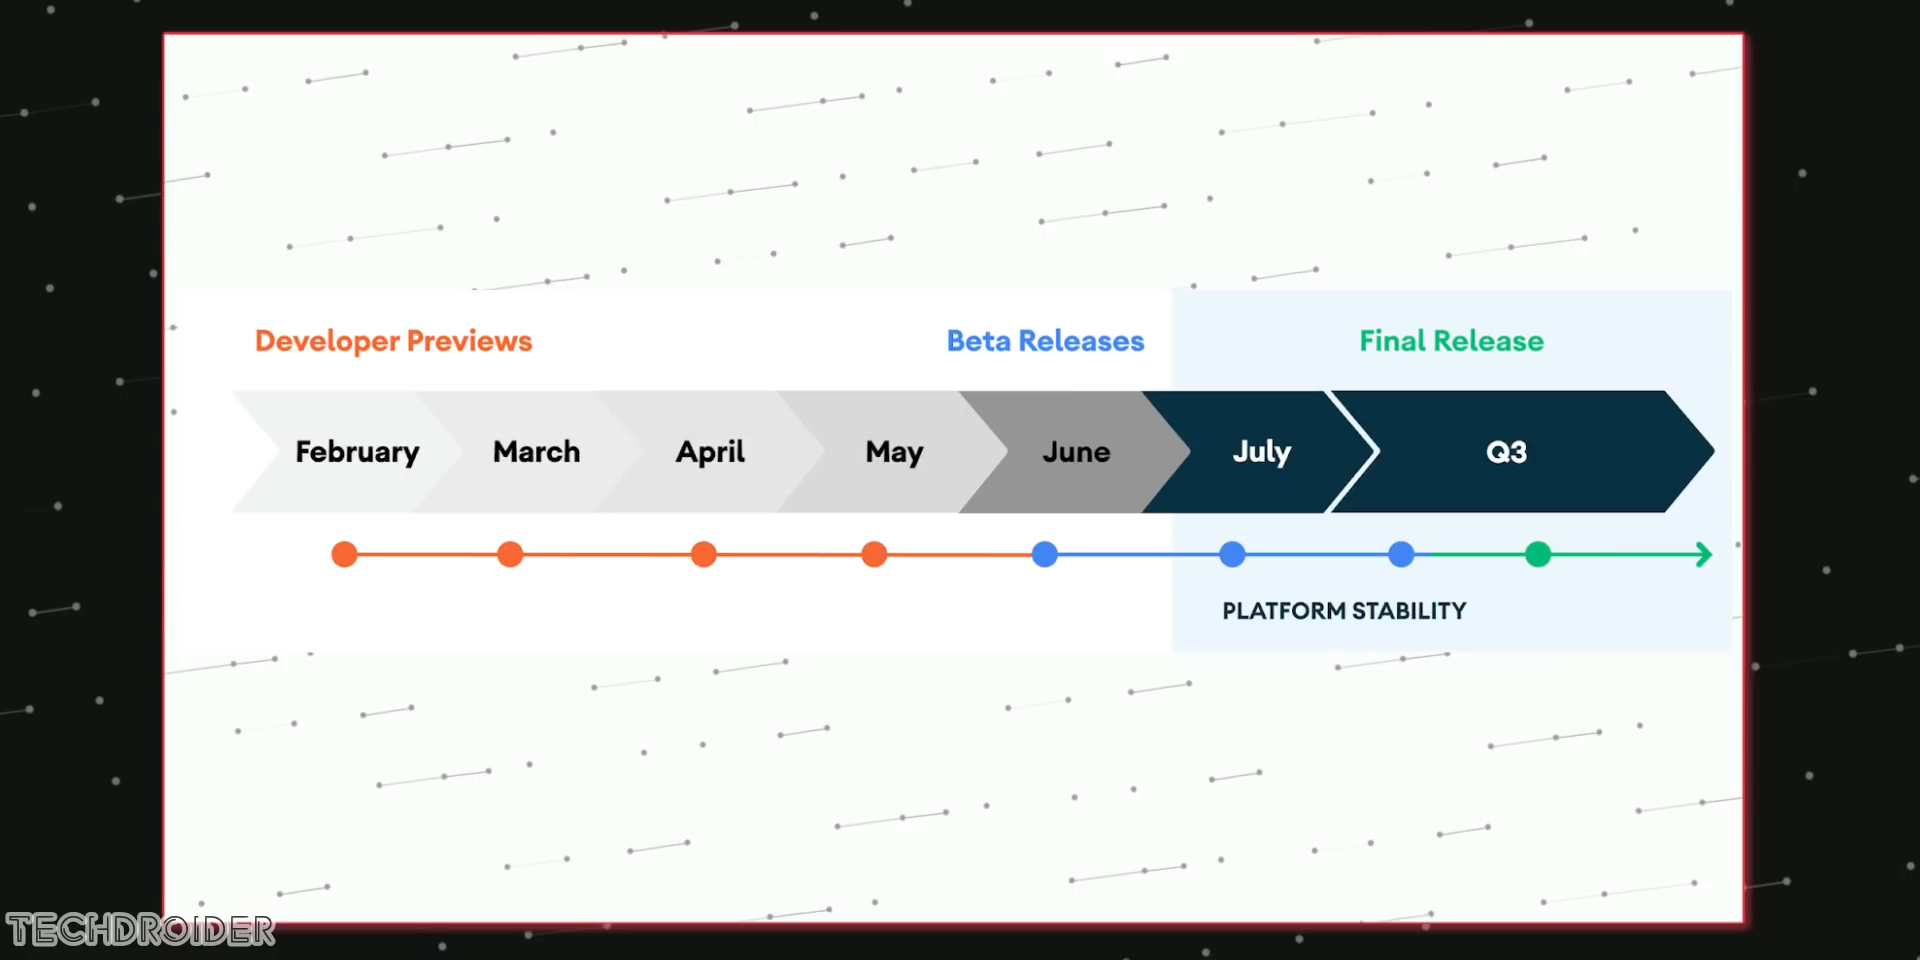 Developer Previews
Beta Releases
Final Release
February
March
April
May
June
July
Q3
PLATFORM STABILITY
TECHDROIDER